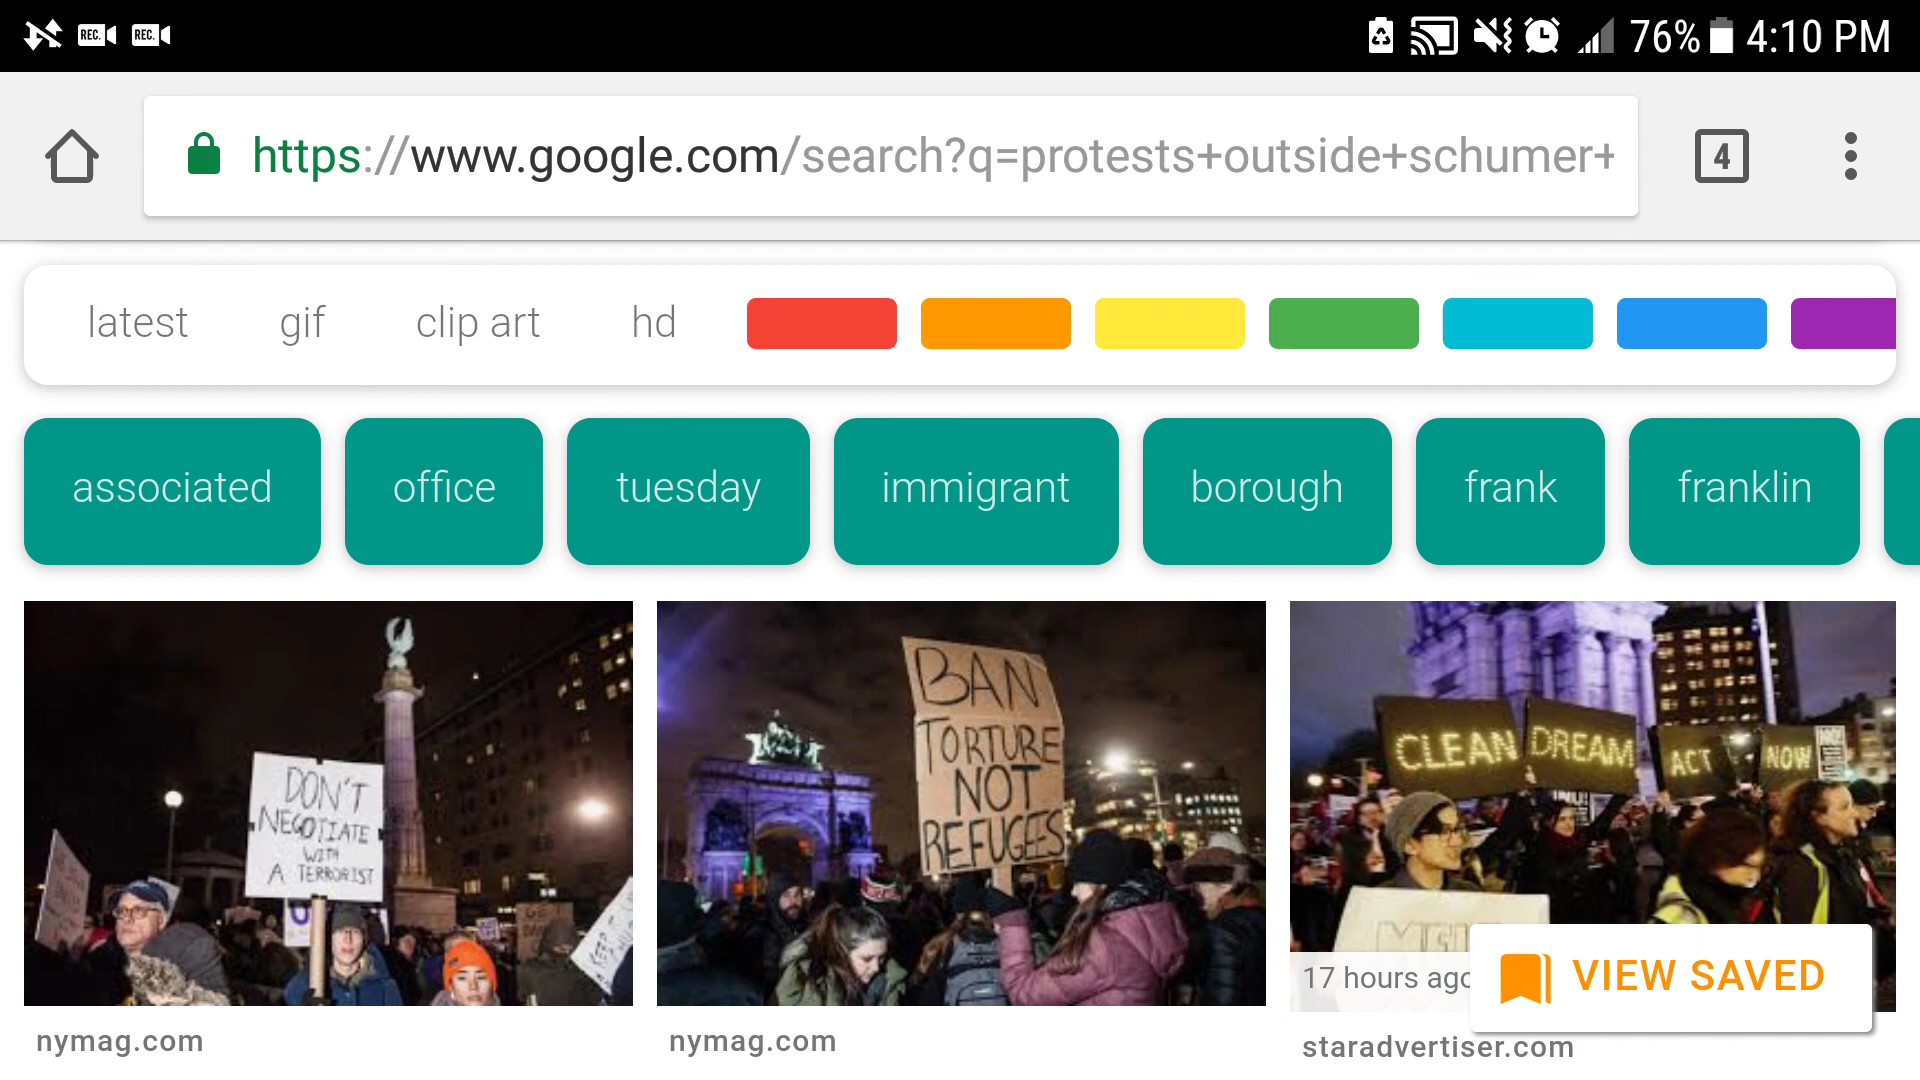 REC. REC. 76% 4:10 PM
https://www.google.com/search?q=protests+outside+schumer+
4
latest gif clip art hd
associated office tuesday immigrant borough frank franklin
DON'T
NEGOTIATE
WITH
A TERRORIST
BAN
TORTURE
NOT
REFUGEES
CLEAN DREAM ACT NOW
17 hours ago
VIEW SAVED
nymag.com nymag.com staradvertiser.com